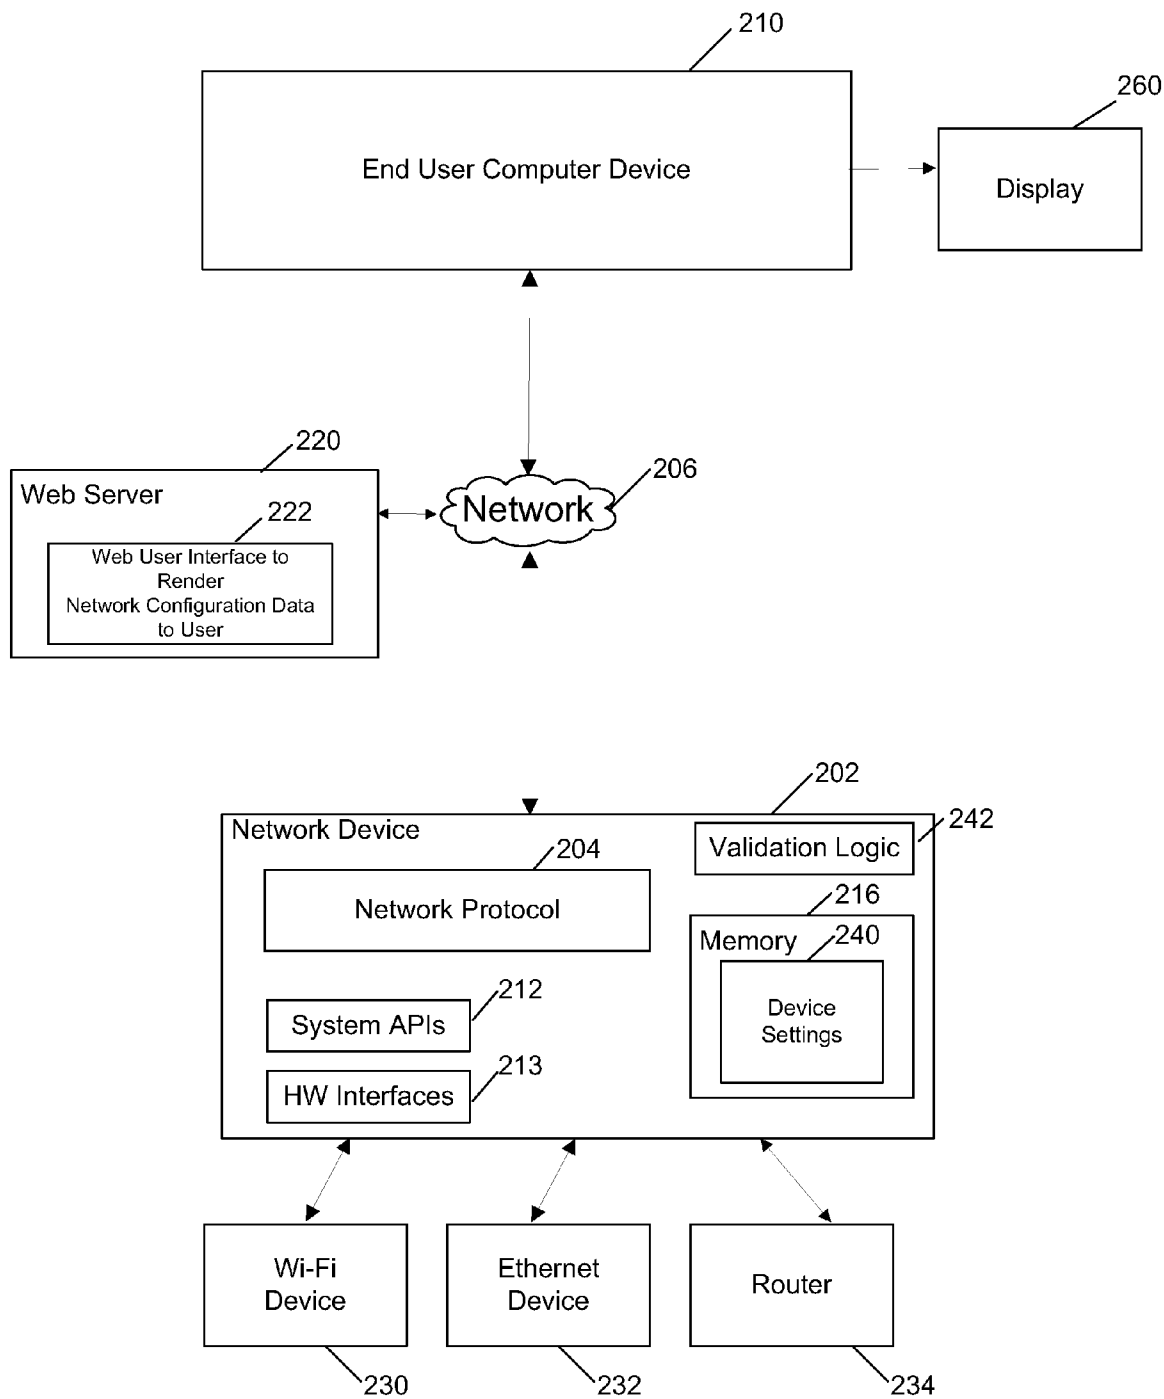 210
260
End User Computer Device
Display
220
206
Web Server
Network
222
Web User Interface to
Render
Network Configuration Data
to User
202
Network Device
242
Validation Logic
204
216
Network Protocol
Memory
240
212
System APIs
Device
Settings
213
HW Interfaces
Wi-Fi
Device
Ethernet
Device
Router
230
232
234